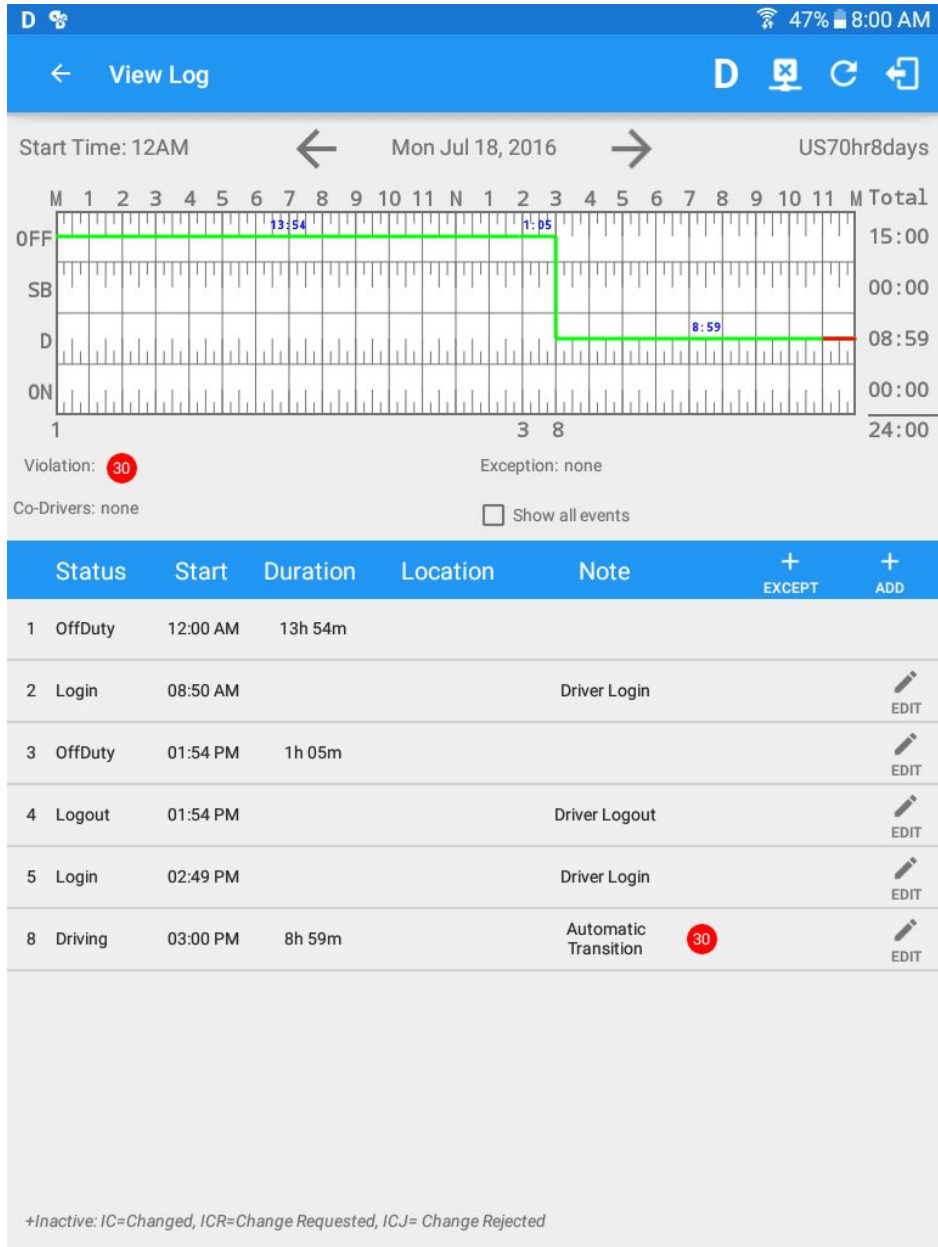 D 47% 8:00 AM
View Log D
Start Time: 12AM Mon Jul 18, 2016 US70hr8days
M 1 2 3 4 5 6 7 8 9 10 11 N 1 2 3 4 5 6 7 8 9 10 11 M Total
13:54 1:05
OFF 15:00
SB 00:00
8:59
D 08:59
ON 00:00
1 3 8 24:00
Violation: 30 Exception: none
Co-Drivers: none Show all events
Status Start Duration Location Note + EXCEPT + ADD
1 OffDuty 12:00 AM 13h 54m
2 Login 08:50 AM Driver Login EDIT
3 OffDuty 01:54 PM 1h 05m EDIT
4 Logout 01:54 PM Driver Logout EDIT
5 Login 02:49 PM Driver Login EDIT
8 Driving 03:00 PM 8h 59m Automatic Transition 30 EDIT
+Inactive: IC=Changed, ICR=Change Requested, ICJ= Change Rejected